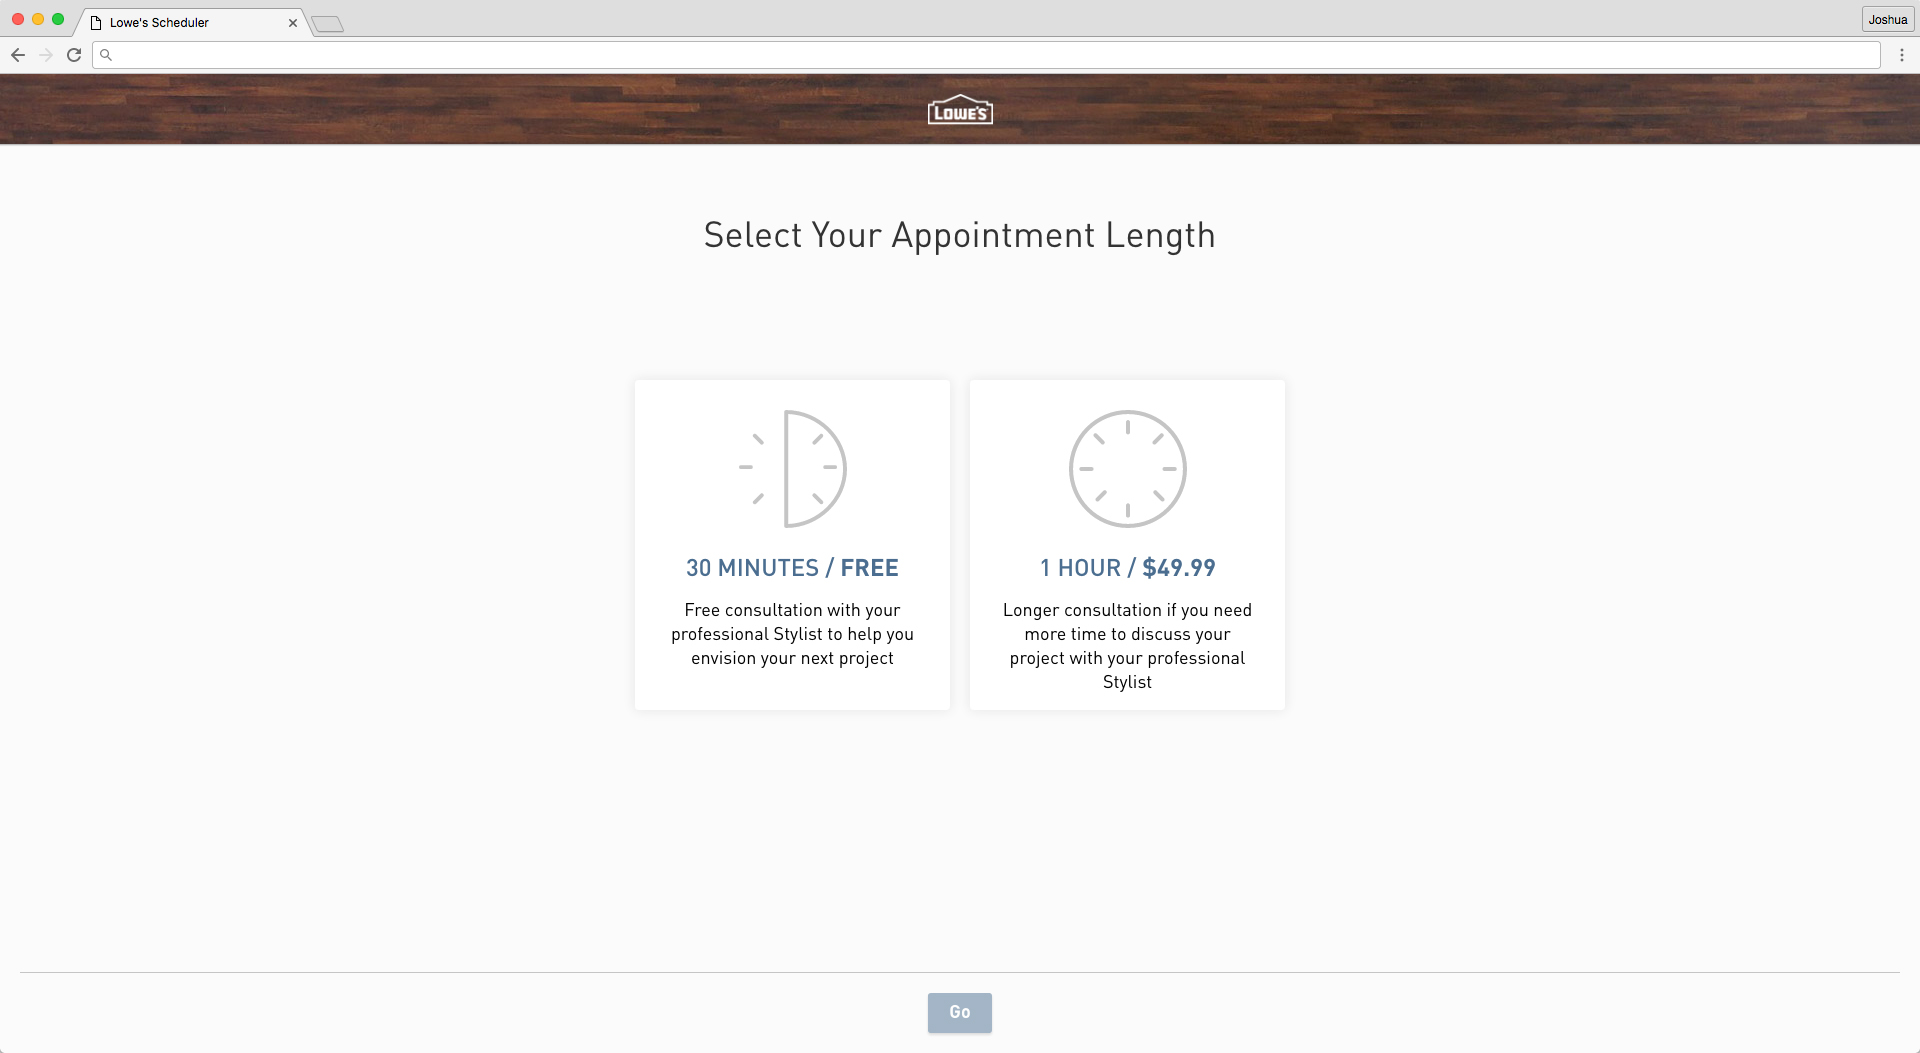 Lowe's Scheduler
Joshua
LOWE'S
Select Your Appointment Length
30 MINUTES / FREE
Free consultation with your
professional Stylist to help you
envision your next project
1 HOUR / $49.99
Longer consultation if you need
more time to discuss your
project with your professional
Stylist
Go